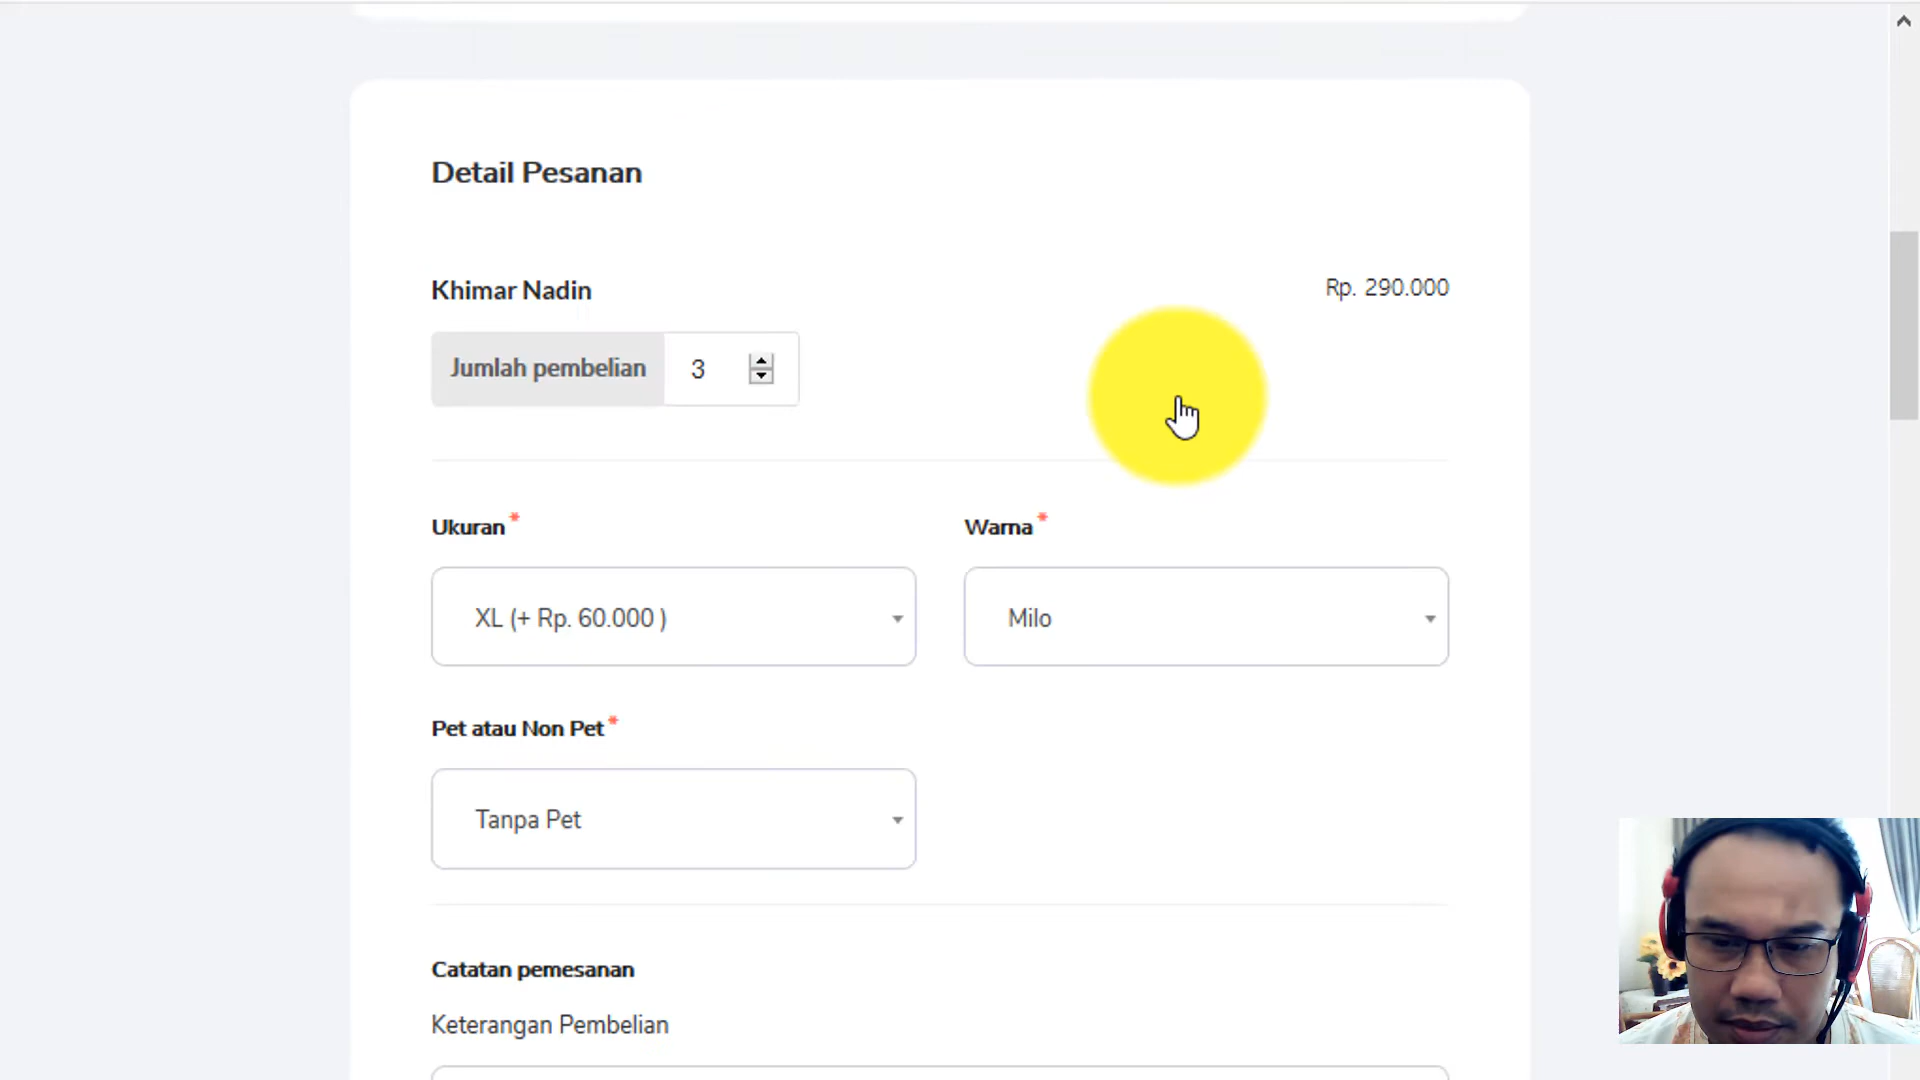 Detail Pesanan
Khimar Nadin
Rp. 290.000
Jumlah pembelian 3
Ukuran *
Warna *
XL (+ Rp. 60.000 )
Milo
Pet atau Non Pet *
Tanpa Pet
Catatan pemesanan
Keterangan Pembelian